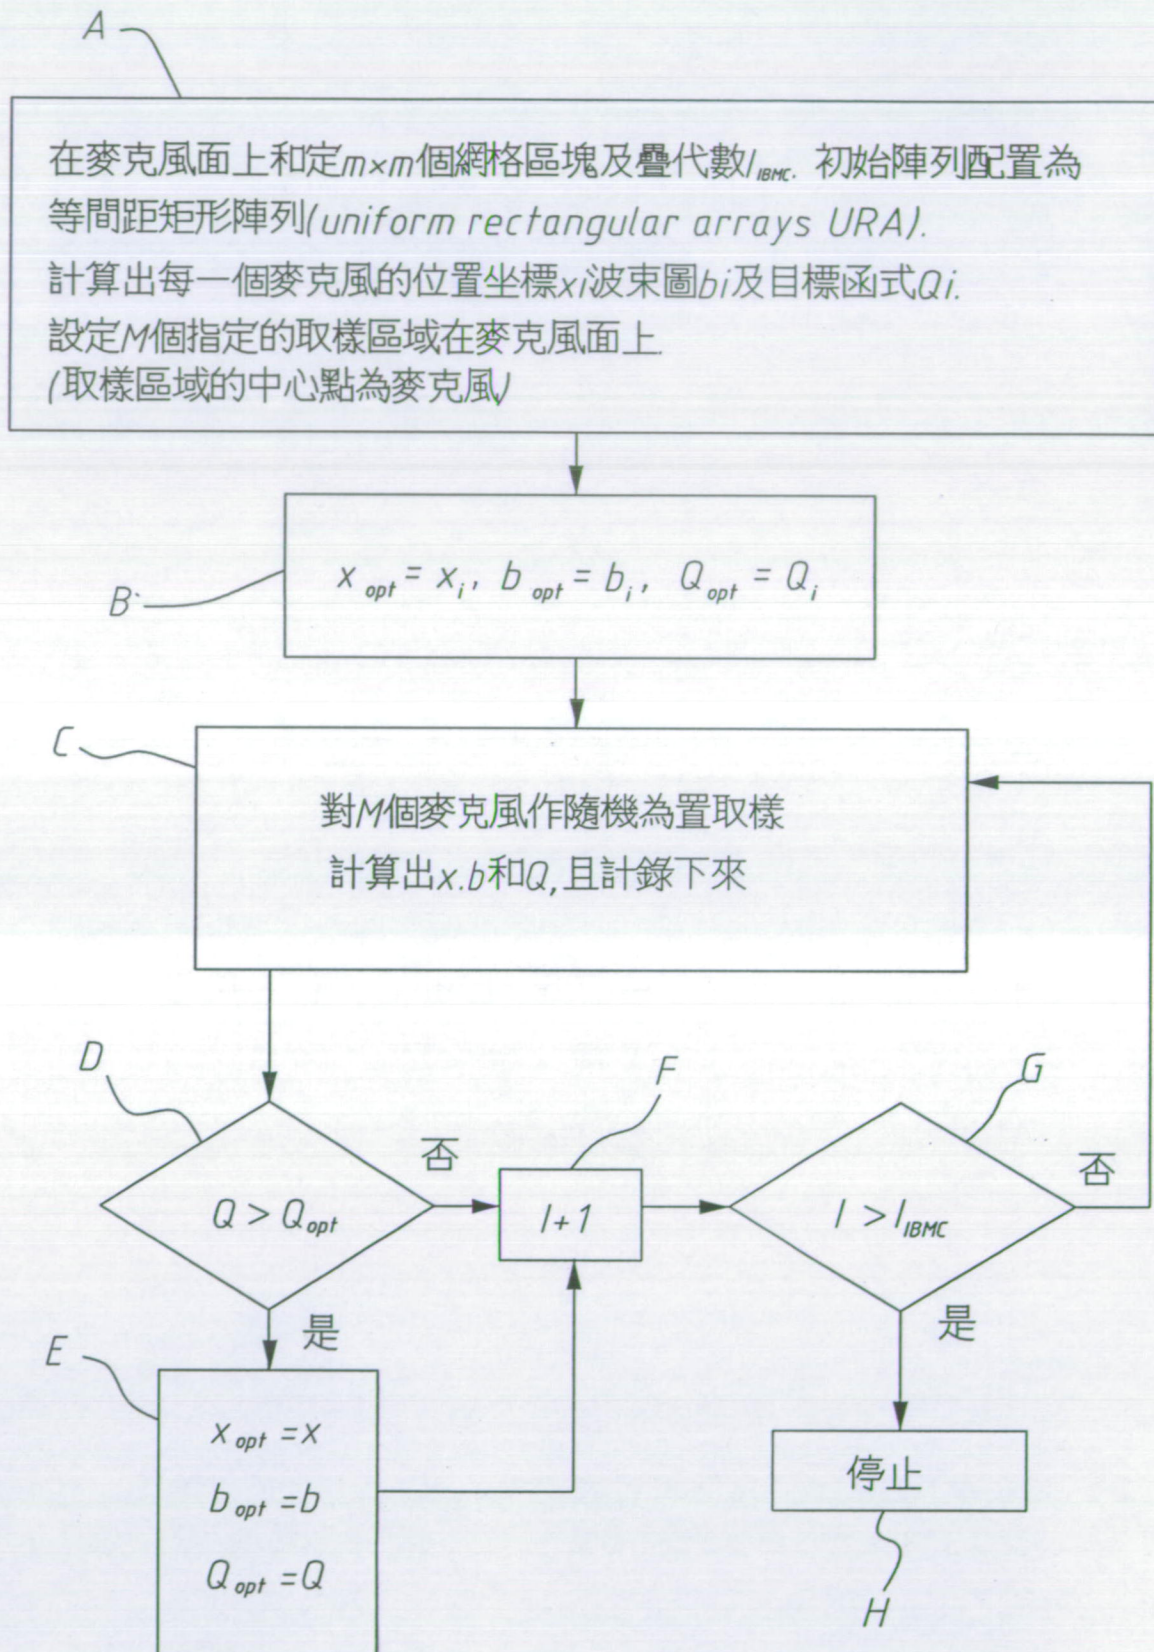 A
在麥克風面上和定m×m個網格區塊及疊代數I_IBMC. 初始陣列配置為
等間距矩形陣列(uniform rectangular arrays URA).
計算出每一個麥克風的位置坐標xi波束圖bi及目標函式Qi.
設定M個指定的取樣區域在麥克風面上.
(取樣區域的中心點為麥克風)
B
x_opt = x_i, b_opt = b_i, Q_opt = Q_i
C
對M個麥克風作隨機為置取樣
計算出x.b和Q,且計錄下來
D
Q > Q_opt
否
F
I+1
G
I > I_IBMC
否
是
是
E
x_opt = x
b_opt = b
Q_opt = Q
停止
H